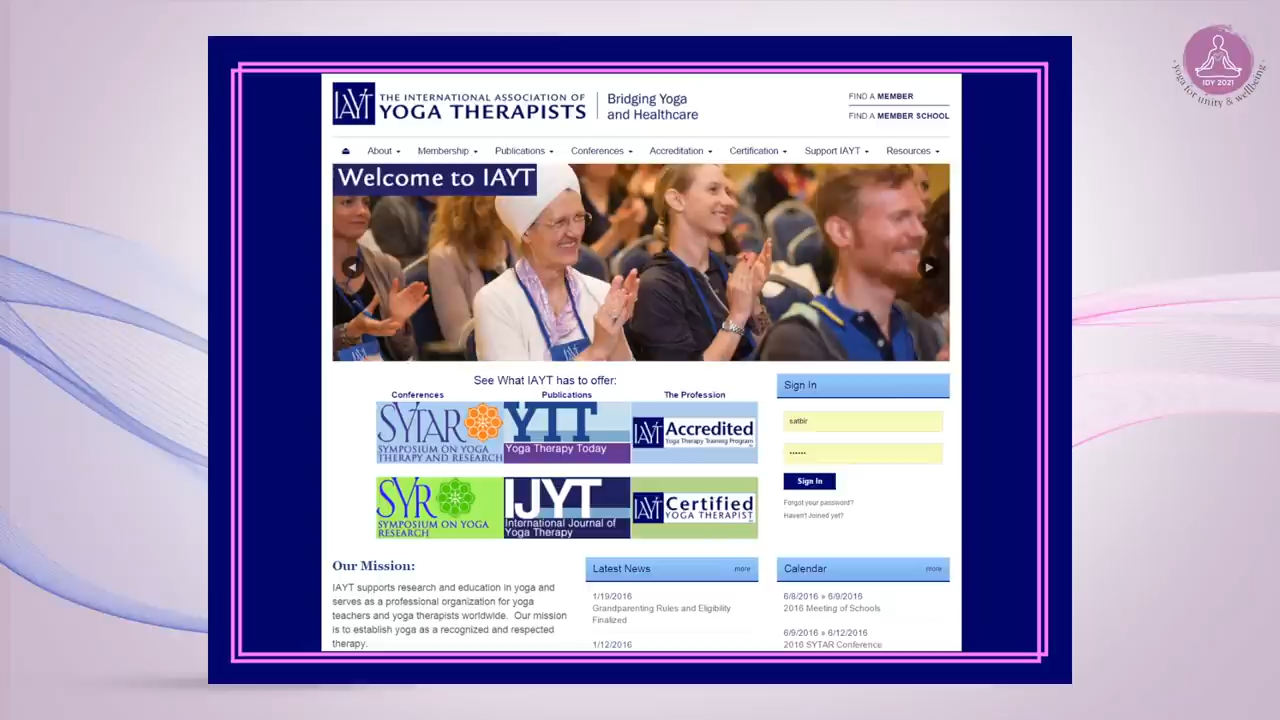 IAYT THE INTERNATIONAL ASSOCIATION OF
YOGA THERAPISTS
Bridging Yoga
and Healthcare
FIND A MEMBER
FIND A MEMBER SCHOOL
· yoga for unity & wellbeing ·
IDY 2021
About
Membership
Publications
Conferences
Accreditation
Certification
Support IAYT
Resources
Welcome to IAYT
IAYT
See What IAYT has to offer:
Conferences
Publications
The Profession
SYTAR
SYMPOSIUM ON YOGA
THERAPY AND RESEARCH
YTT
Yoga Therapy Today
IAYT Accredited
Yoga Therapy Training Program
SYR
SYMPOSIUM ON YOGA
RESEARCH
IJYT
International Journal of
Yoga Therapy
IAYT Certified
YOGA THERAPIST
Sign In
satbir
••••••
Sign In
Forgot your password?
Haven't Joined yet?
Our Mission:
IAYT supports research and education in yoga and
serves as a professional organization for yoga
teachers and yoga therapists worldwide. Our mission
is to establish yoga as a recognized and respected
therapy.
Latest News
more
1/19/2016
Grandparenting Rules and Eligibility
Finalized
1/12/2016
Calendar
more
6/8/2016 » 6/9/2016
2016 Meeting of Schools
6/9/2016 » 6/12/2016
2016 SYTAR Conference